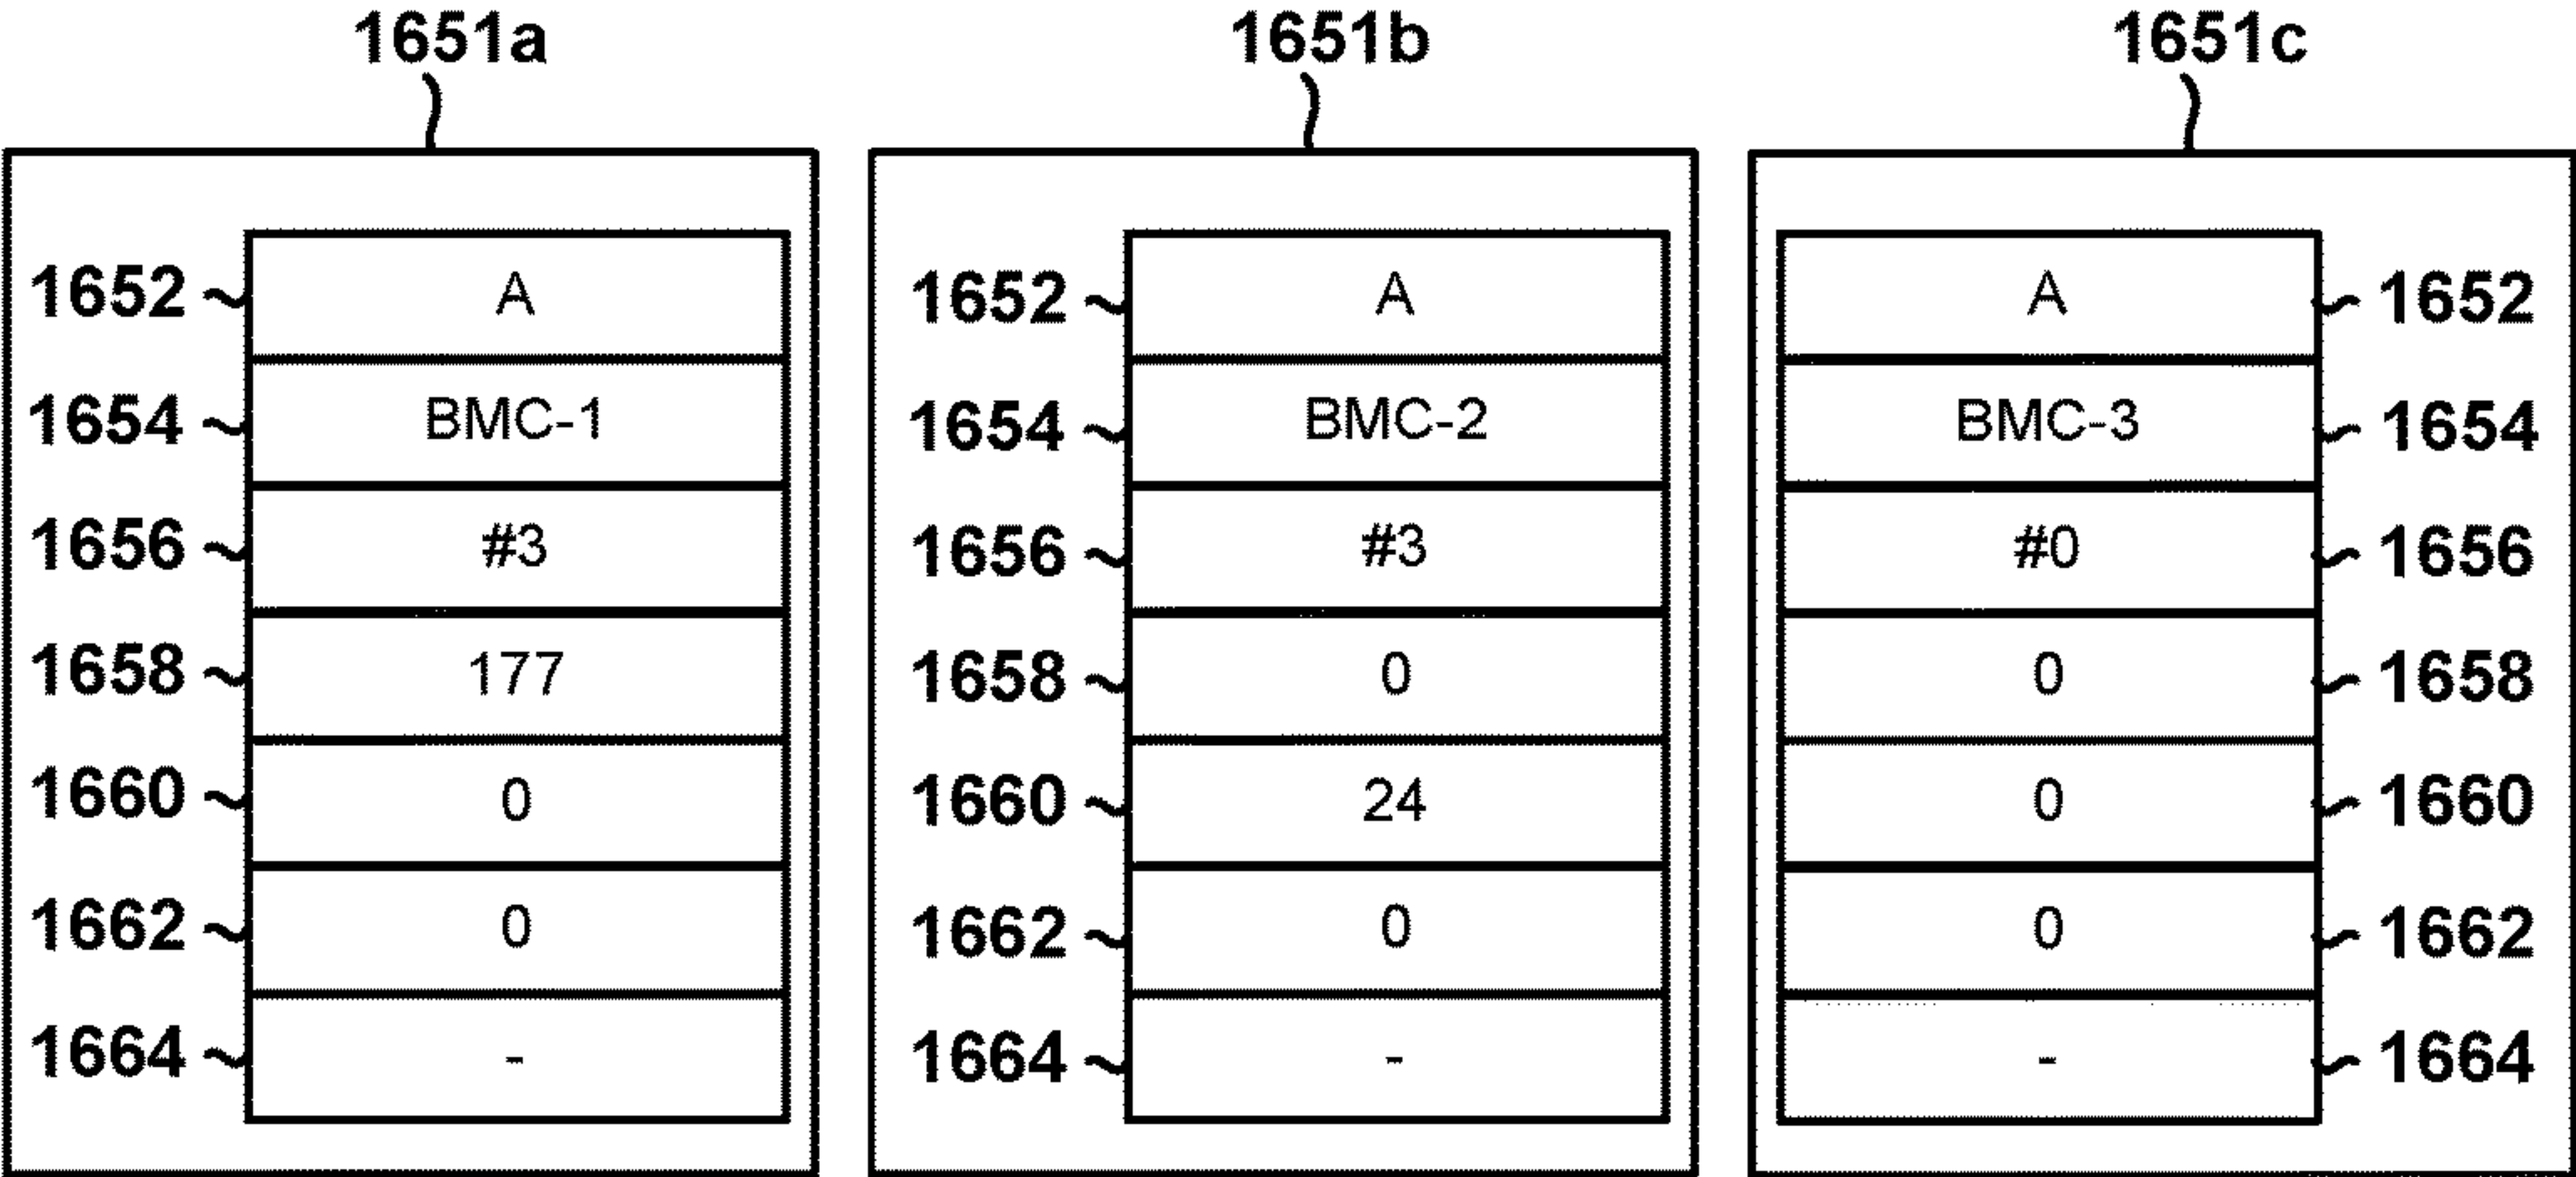 1651a 1651b 1651c
1652 A 1652 A A 1652
1654 BMC-1 1654 BMC-2 BMC-3 1654
1656 #3 1656 #3 #0 1656
1658 177 1658 0 0 1658
1660 0 1660 24 0 1660
1662 0 1662 0 0 1662
1664 - 1664 - - 1664